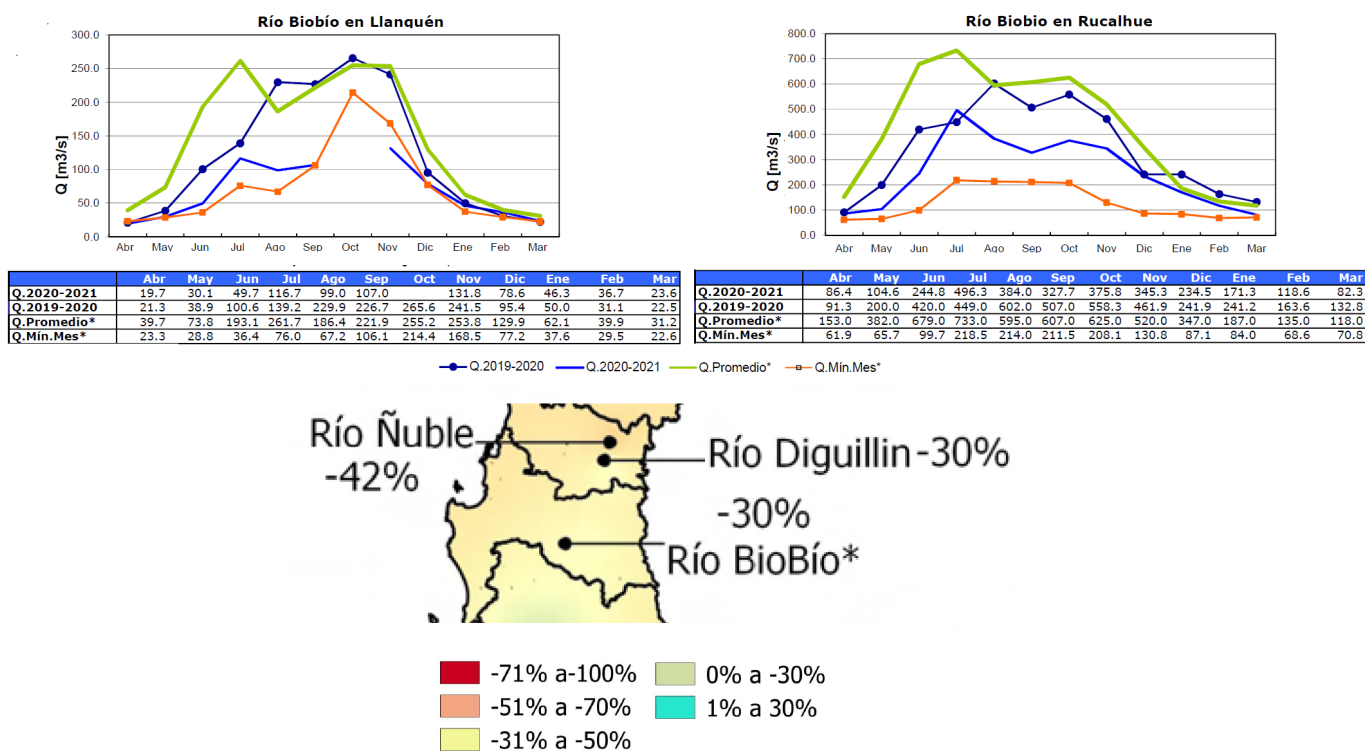 Río Biobío en Llanquén
Q [m3/s]
300.0
250.0
200.0
150.0
100.0
50.0
0.0
Abr May Jun Jul Ago Sep Oct Nov Dic Ene Feb Mar
Abr May Jun Jul Ago Sep Oct Nov Dic Ene Feb Mar
Q.2020-2021 19.7 30.1 49.7 116.7 99.0 107.0 131.8 78.6 46.3 36.7 23.6
Q.2019-2020 21.3 38.9 100.6 139.2 229.9 226.7 265.6 241.5 95.4 50.0 31.1 22.5
Q.Promedio* 39.7 73.8 193.1 261.7 186.4 221.9 255.2 253.8 129.9 62.1 39.9 31.2
Q.Mín.Mes* 23.3 28.8 36.4 76.0 67.2 106.1 214.4 168.5 77.2 37.6 29.5 22.6
Río Biobio en Rucalhue
Q [m3/s]
800.0
700.0
600.0
500.0
400.0
300.0
200.0
100.0
0.0
Abr May Jun Jul Ago Sep Oct Nov Dic Ene Feb Mar
Abr May Jun Jul Ago Sep Oct Nov Dic Ene Feb Mar
Q.2020-2021 86.4 104.6 244.8 496.3 384.0 327.7 375.8 345.3 234.5 171.3 118.6 82.3
Q.2019-2020 91.3 200.0 420.0 449.0 602.0 507.0 558.3 461.9 241.9 241.2 163.6 132.8
Q.Promedio* 153.0 382.0 679.0 733.0 595.0 607.0 625.0 520.0 347.0 187.0 135.0 118.0
Q.Mín.Mes* 61.9 65.7 99.7 218.5 214.0 211.5 208.1 130.8 87.1 84.0 68.6 70.8
Q.2019-2020 Q.2020-2021 Q.Promedio* Q.Mín.Mes*
Río Ñuble
-42%
Río Diguillin -30%
-30%
Río BioBío*
-71% a-100%
-51% a -70%
-31% a -50%
0% a -30%
1% a 30%